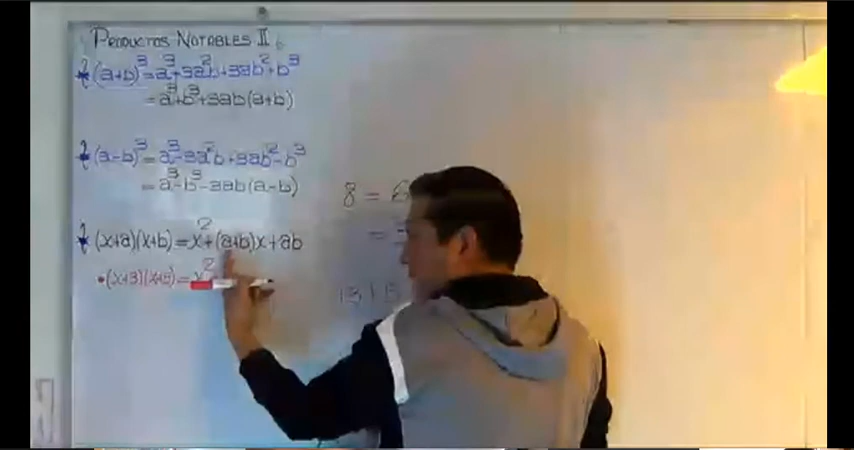 Productos Notables II
(a+b)³=a³+3a²b+3ab²+b³
=a³+b³+3ab(a+b)
(a-b)³=a³-3a²b+3ab²-b³
=a³-b³-3ab(a-b)
(x+a)(x+b)=x²+(a+b)x+ab
8 =
=
•(x+3)(x+5)=x²